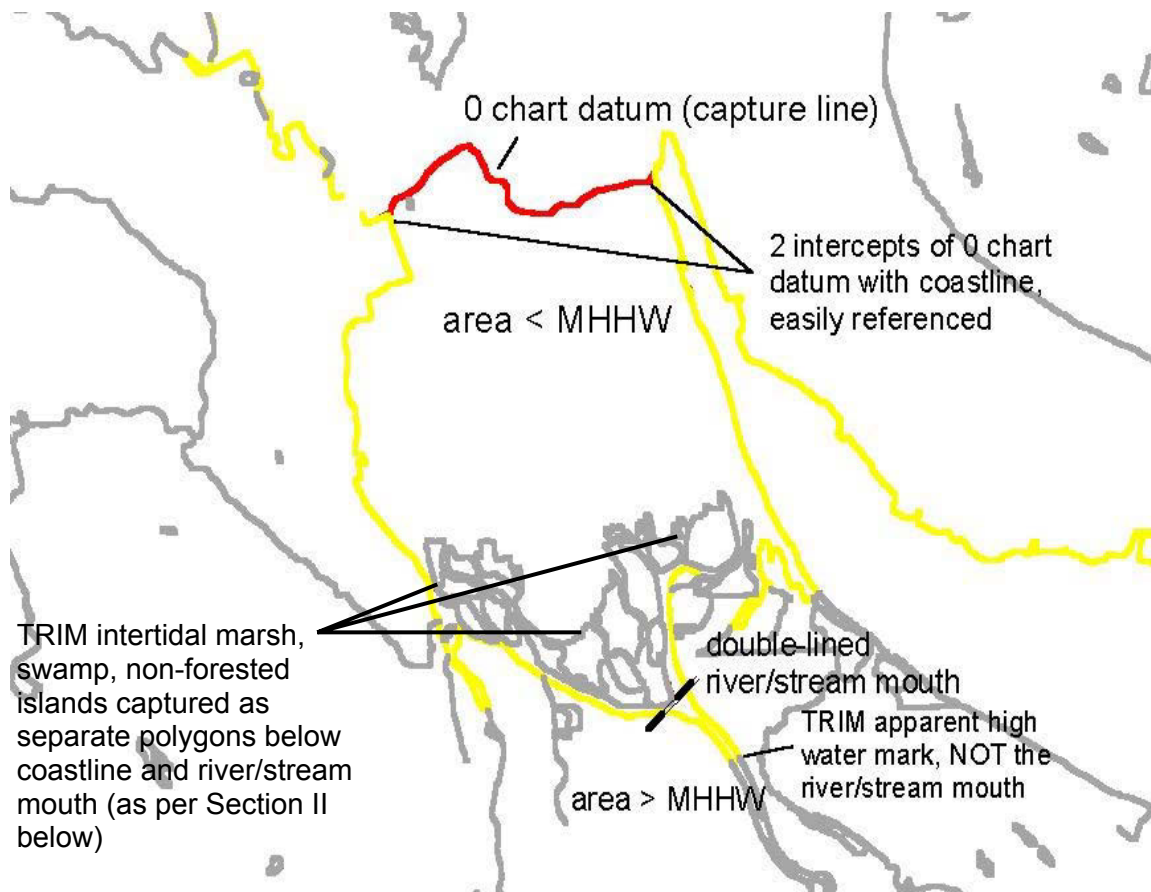 0 chart datum (capture line)
2 intercepts of 0 chart
datum with coastline,
easily referenced
area < MHHW
TRIM intertidal marsh,
swamp, non-forested
islands captured as
separate polygons below
coastline and river/stream
mouth (as per Section II
below)
double-lined
river/stream mouth
TRIM apparent high
water mark, NOT the
river/stream mouth
area > MHHW